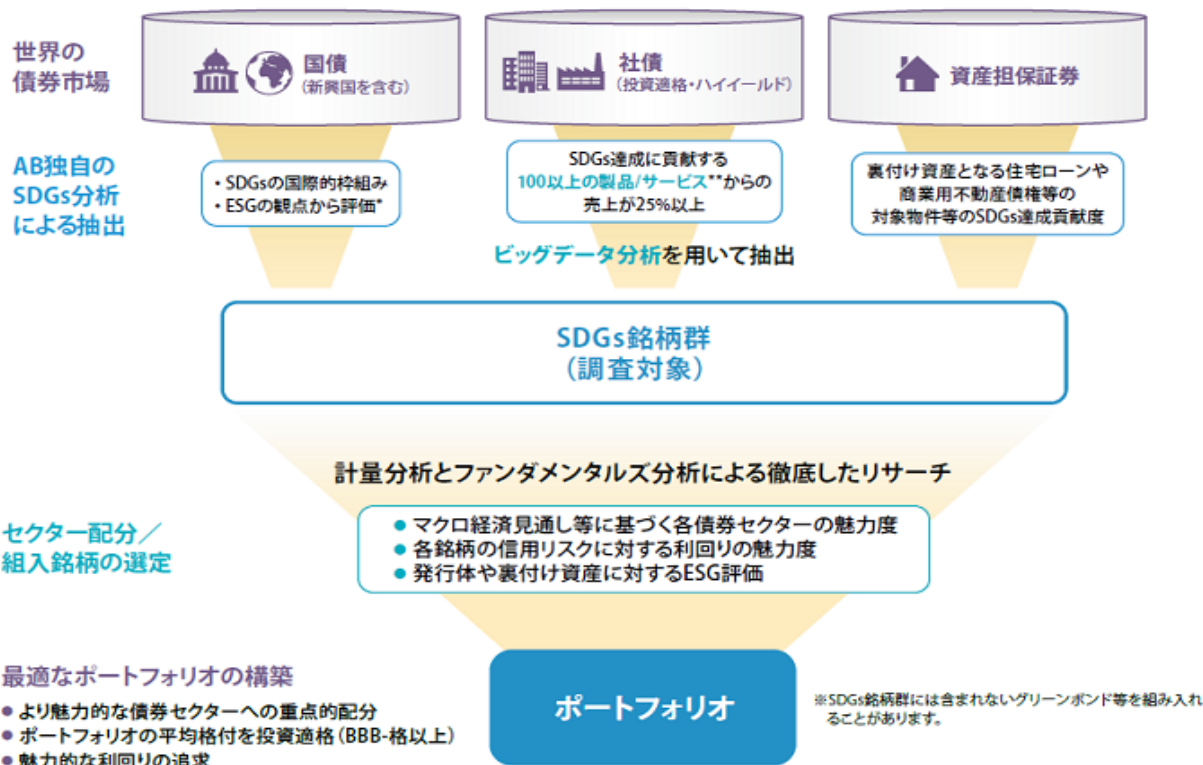 世界の
債券市場
国債
(新興国を含む)
社債
(投資適格・ハイイールド)
資産担保証券
AB独自の
SDGs分析
による抽出
・SDGsの国際的枠組み
・ESGの観点から評価*
SDGs達成に貢献する
100以上の製品/サービス**からの
売上が25%以上
裏付け資産となる住宅ローンや
商業用不動産債権等の
対象物件等のSDGs達成貢献度
ビッグデータ分析を用いて抽出
SDGs銘柄群
(調査対象)
計量分析とファンダメンタルズ分析による徹底したリサーチ
セクター配分/
組入銘柄の選定
● マクロ経済見通し等に基づく各債券セクターの魅力度
● 各銘柄の信用リスクに対する利回りの魅力度
● 発行体や裏付け資産に対するESG評価
最適なポートフォリオの構築
● より魅力的な債券セクターへの重点的配分
● ポートフォリオの平均格付を投資適格(BBB-格以上)
● 魅力的な利回りの追求
ポートフォリオ
※SDGs銘柄群には含まれないグリーンボンド等を組み入れ
ることがあります。